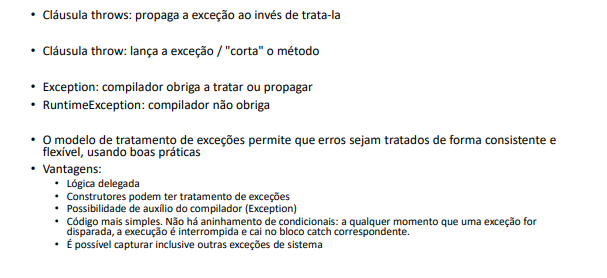 • Cláusula throws: propaga a exceção ao invés de trata-la
• Cláusula throw: lança a exceção / "corta" o método
• Exception: compilador obriga a tratar ou propagar
• RuntimeException: compilador não obriga
• O modelo de tratamento de exceções permite que erros sejam tratados de forma consistente e
flexível, usando boas práticas
• Vantagens:
• Lógica delegada
• Construtores podem ter tratamento de exceções
• Possibilidade de auxílio do compilador (Exception)
• Código mais simples. Não há aninhamento de condicionais: a qualquer momento que uma exceção for
disparada, a execução é interrompida e cai no bloco catch correspondente.
• É possível capturar inclusive outras exceções de sistema